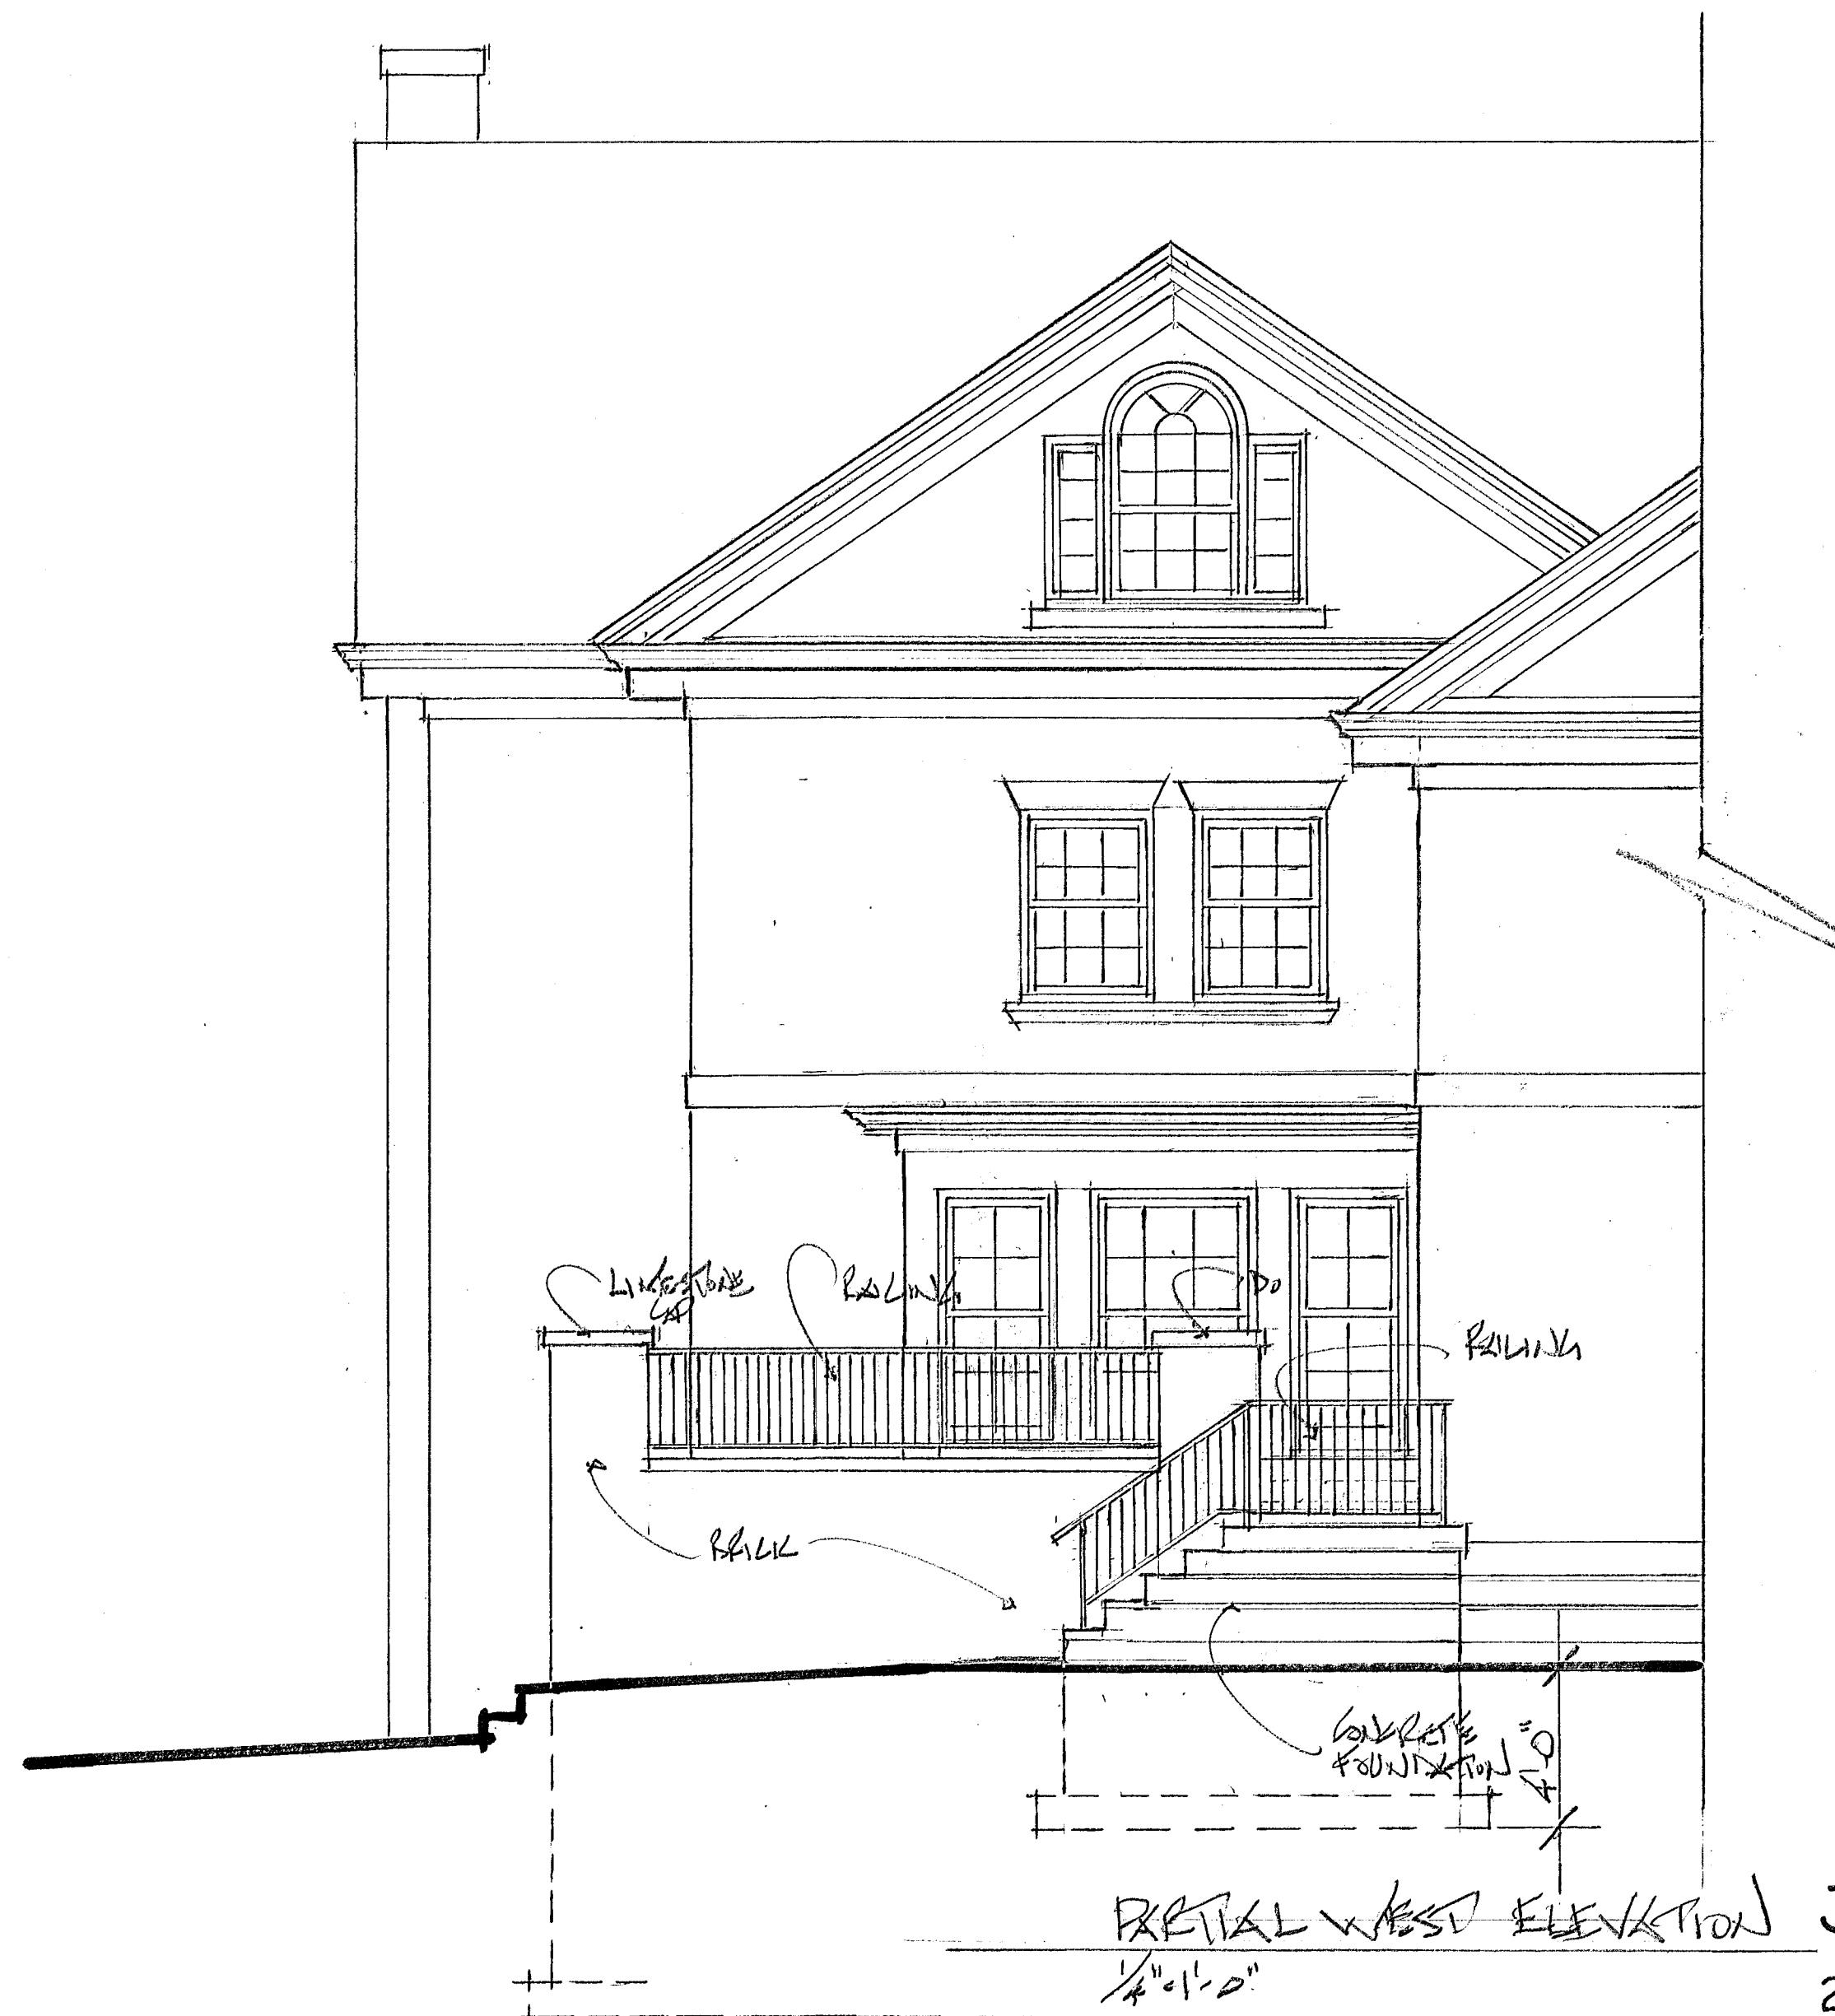 LIMESTONE
CAP
RAILING
DO
RAILING
BRICK
CONCRETE
FOUNDATION
4'-0"
PARTIAL WEST ELEVATION
1/4"=1'-0"